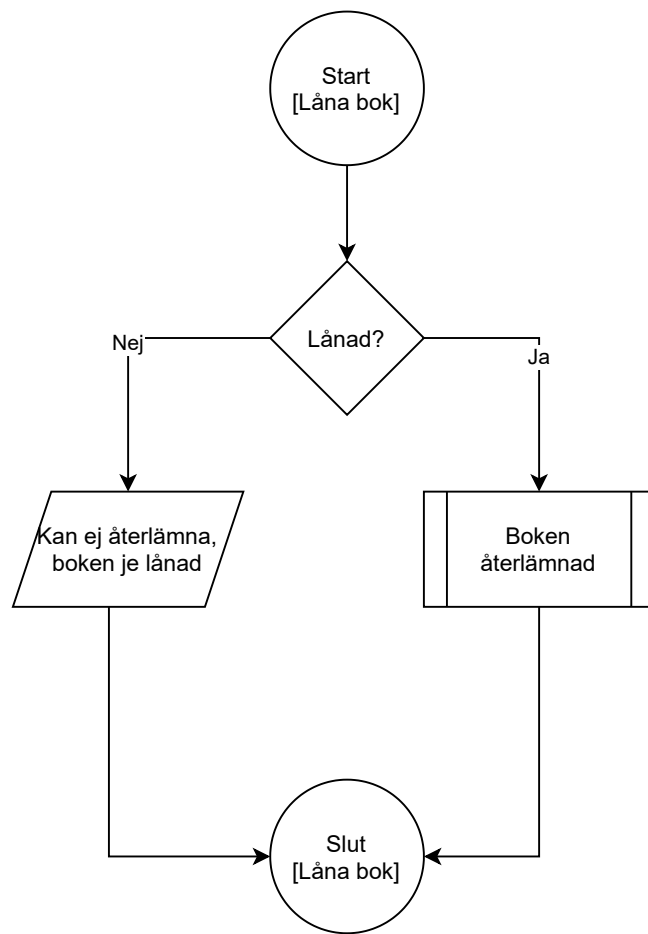 Start
[Låna bok]
Lånad?
Nej
Ja
Kan ej återlämna,
boken je lånad
Boken
återlämnad
Slut
[Låna bok]